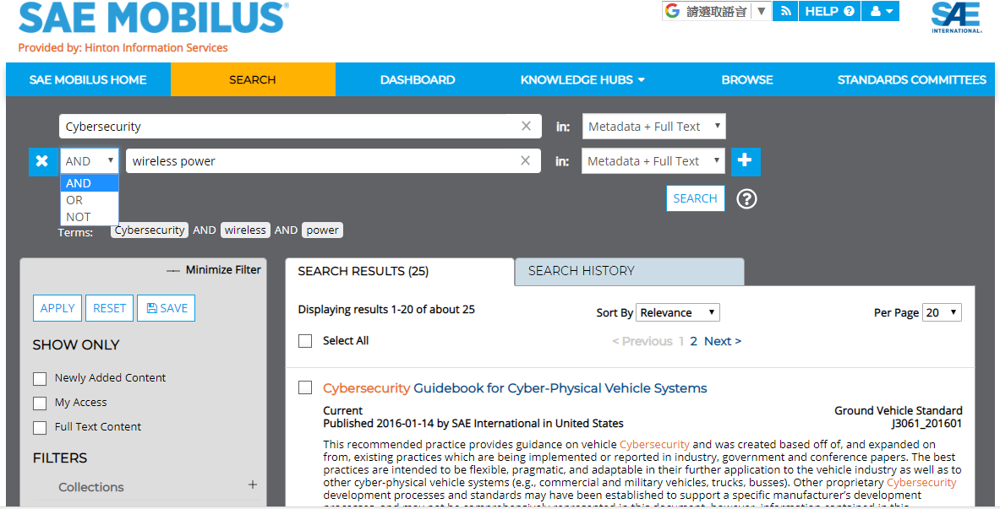 SAE MOBILUS®
請選取語言 ▼
HELP ?
SAE
INTERNATIONAL®
Provided by: Hinton Information Services
SAE MOBILUS HOME SEARCH DASHBOARD KNOWLEDGE HUBS BROWSE STANDARDS COMMITTEES
Cybersecurity × in: Metadata + Full Text
AND wireless power × in: Metadata + Full Text +
AND
OR
NOT
SEARCH ?
Terms: Cybersecurity AND wireless AND power
— Minimize Filter
APPLY RESET SAVE
SHOW ONLY
Newly Added Content
My Access
Full Text Content
FILTERS
Collections +
SEARCH RESULTS (25) SEARCH HISTORY
Displaying results 1-20 of about 25 Sort By Relevance Per Page 20
Select All < Previous 1 2 Next >
Cybersecurity Guidebook for Cyber-Physical Vehicle Systems
Current Ground Vehicle Standard
Published 2016-01-14 by SAE International in United States J3061_201601
This recommended practice provides guidance on vehicle Cybersecurity and was created based off of, and expanded on
from, existing practices which are being implemented or reported in industry, government and conference papers. The best
practices are intended to be flexible, pragmatic, and adaptable in their further application to the vehicle industry as well as to
other cyber-physical vehicle systems (e.g., commercial and military vehicles, trucks, busses). Other proprietary Cybersecurity
development processes and standards may have been established to support a specific manufacturer's development